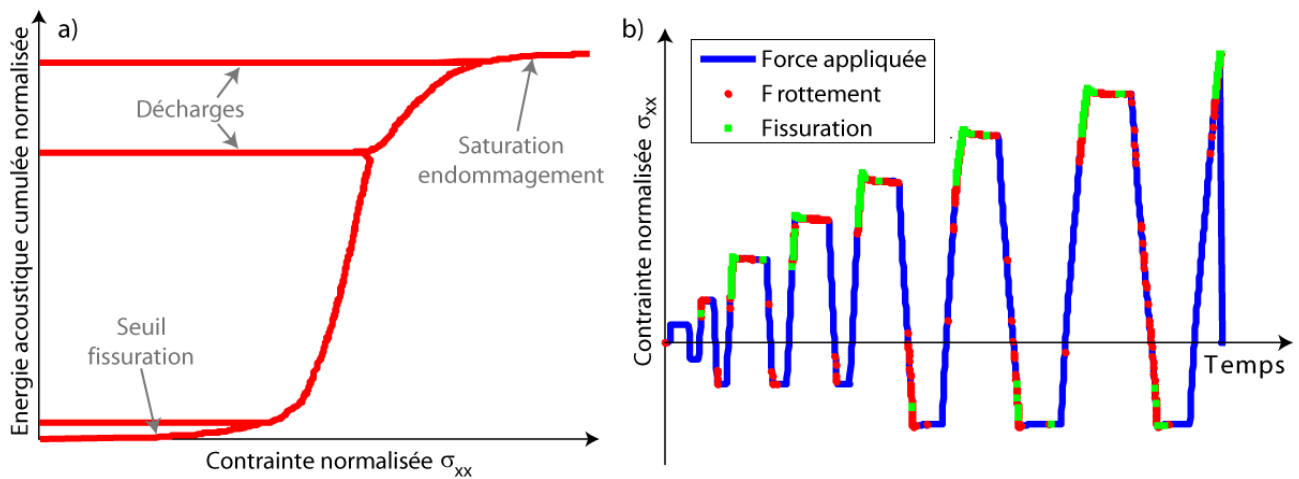 a)
Energie acoustique cumulée normalisée
Décharges
Saturation
endommagement
Seuil
fissuration
Contrainte normalisée σxx
b)
Force appliquée
F rottement
Fissuration
Contrainte normalisée σxx
Temps